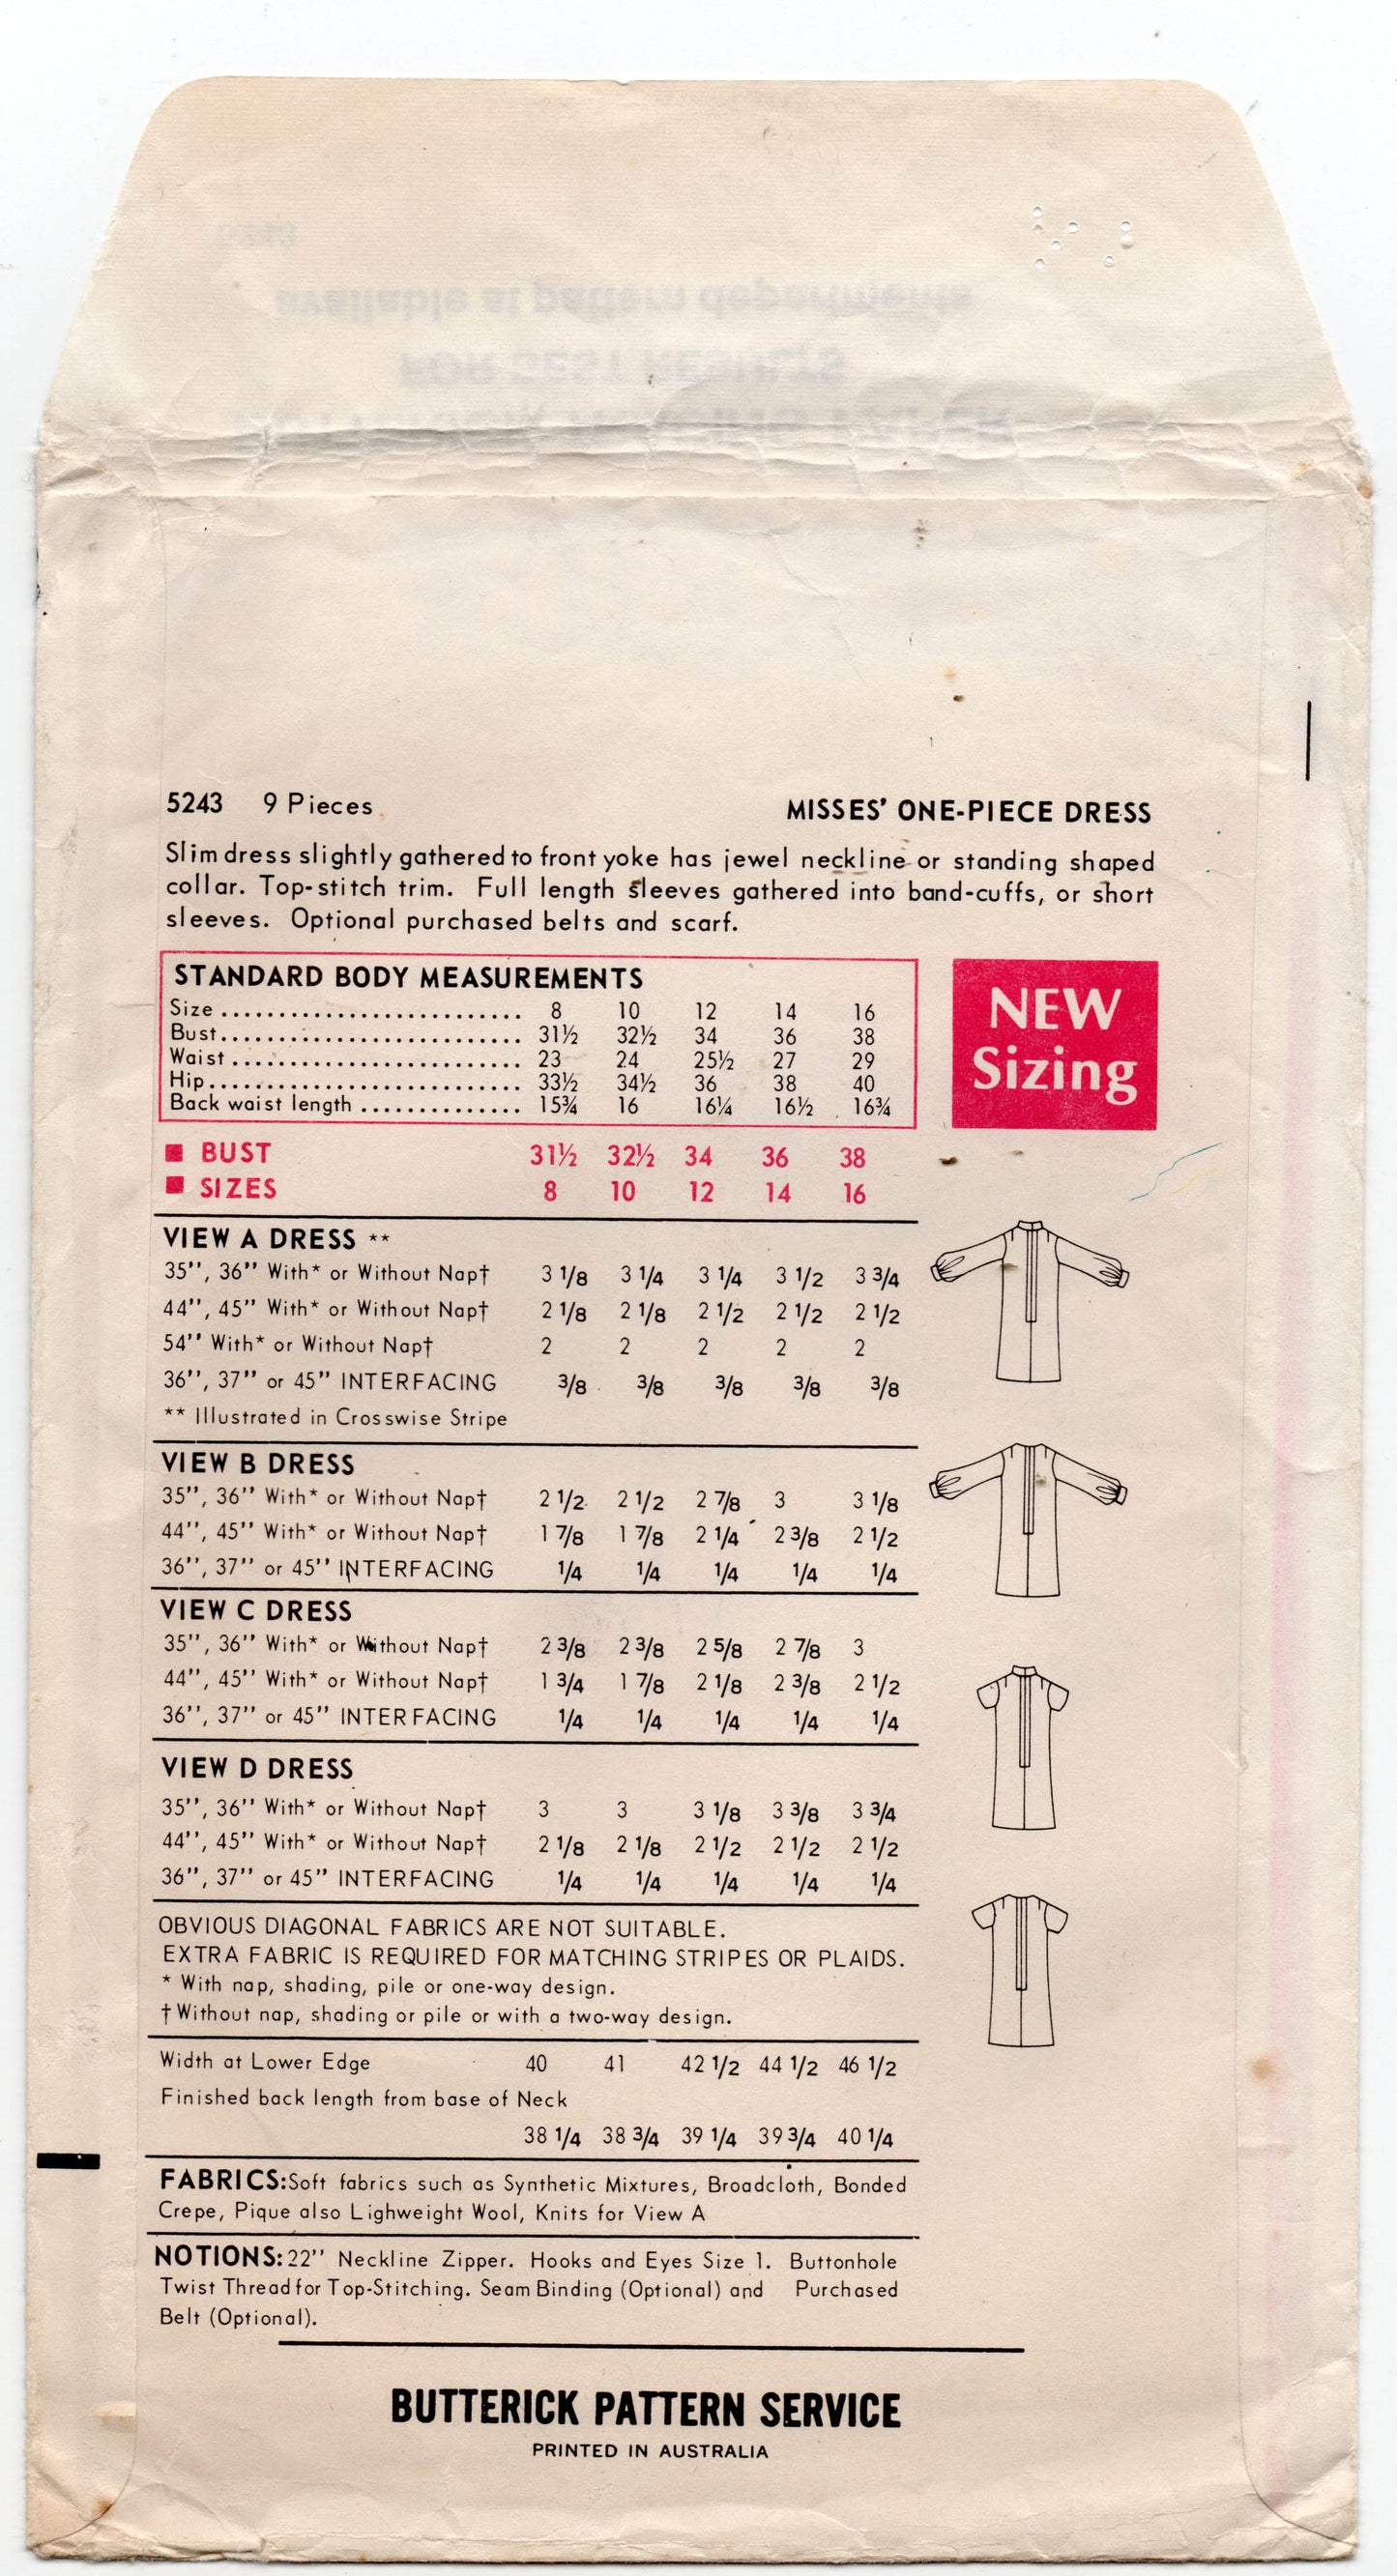 5243 9 Pieces MISSES’ ONE-PIECE DRESS
Slim dress slightly gathered to front yoke has jewel neckline or standing shaped
collar. Top-stitch trim. Full length sleeves gathered into band-cuffs, or short
sleeves. Optional purchased belts and scarf.
STANDARD BODY MEASUREMENTS
Size .......................... 8 10 12 14 16
Bust.......................... 31½ 32½ 34 36 38
Waist ......................... 23 24 25½ 27 29
Hip........................... 33½ 34½ 36 38 40
Back waist length .............. 15¾ 16 16¼ 16½ 16¾
NEW
Sizing
■ BUST 31½ 32½ 34 36 38
■ SIZES 8 10 12 14 16
VIEW A DRESS **
35”, 36” With* or Without Nap† 3 1/8 3 1/4 3 1/4 3 1/2 3 3/4
44”, 45” With* or Without Nap† 2 1/8 2 1/8 2 1/2 2 1/2 2 1/2
54” With* or Without Nap† 2 2 2 2 2
36”, 37” or 45” INTERFACING 3/8 3/8 3/8 3/8 3/8
** Illustrated in Crosswise Stripe
VIEW B DRESS
35”, 36” With* or Without Nap† 2 1/2 2 1/2 2 7/8 3 3 1/8
44”, 45” With* or Without Nap† 1 7/8 1 7/8 2 1/4 2 3/8 2 1/2
36”, 37” or 45” INTERFACING 1/4 1/4 1/4 1/4 1/4
VIEW C DRESS
35”, 36” With* or Without Nap† 2 3/8 2 3/8 2 5/8 2 7/8 3
44”, 45” With* or Without Nap† 1 3/4 1 7/8 2 1/8 2 3/8 2 1/2
36”, 37” or 45” INTERFACING 1/4 1/4 1/4 1/4 1/4
VIEW D DRESS
35”, 36” With* or Without Nap† 3 3 3 1/8 3 3/8 3 3/4
44”, 45” With* or Without Nap† 2 1/8 2 1/8 2 1/2 2 1/2 2 1/2
36”, 37” or 45” INTERFACING 1/4 1/4 1/4 1/4 1/4
OBVIOUS DIAGONAL FABRICS ARE NOT SUITABLE.
EXTRA FABRIC IS REQUIRED FOR MATCHING STRIPES OR PLAIDS.
* With nap, shading, pile or one-way design.
† Without nap, shading or pile or with a two-way design.
Width at Lower Edge 40 41 42 1/2 44 1/2 46 1/2
Finished back length from base of Neck
38 1/4 38 3/4 39 1/4 39 3/4 40 1/4
FABRICS:Soft fabrics such as Synthetic Mixtures, Broadcloth, Bonded
Crepe, Pique also Lighweight Wool, Knits for View A
NOTIONS:22” Neckline Zipper. Hooks and Eyes Size 1. Buttonhole
Twist Thread for Top-Stitching. Seam Binding (Optional) and Purchased
Belt (Optional).
BUTTERICK PATTERN SERVICE
PRINTED IN AUSTRALIA